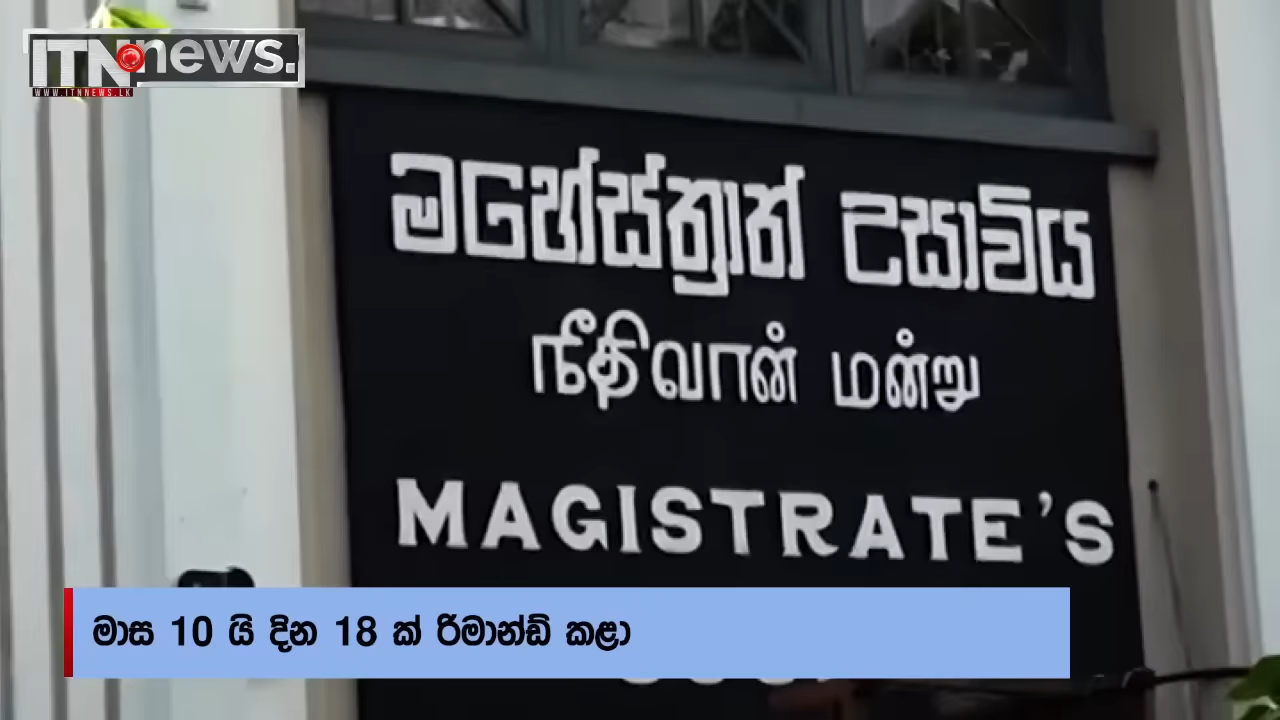 ITN news.
WWW.ITNNEWS.LK
මහේස්ත්‍රාත් උසාවිය
நீதிவான் மன்று
MAGISTRATE'S
මාස 10 යි දින 18 ක් රිමාන්ඩ් කළා